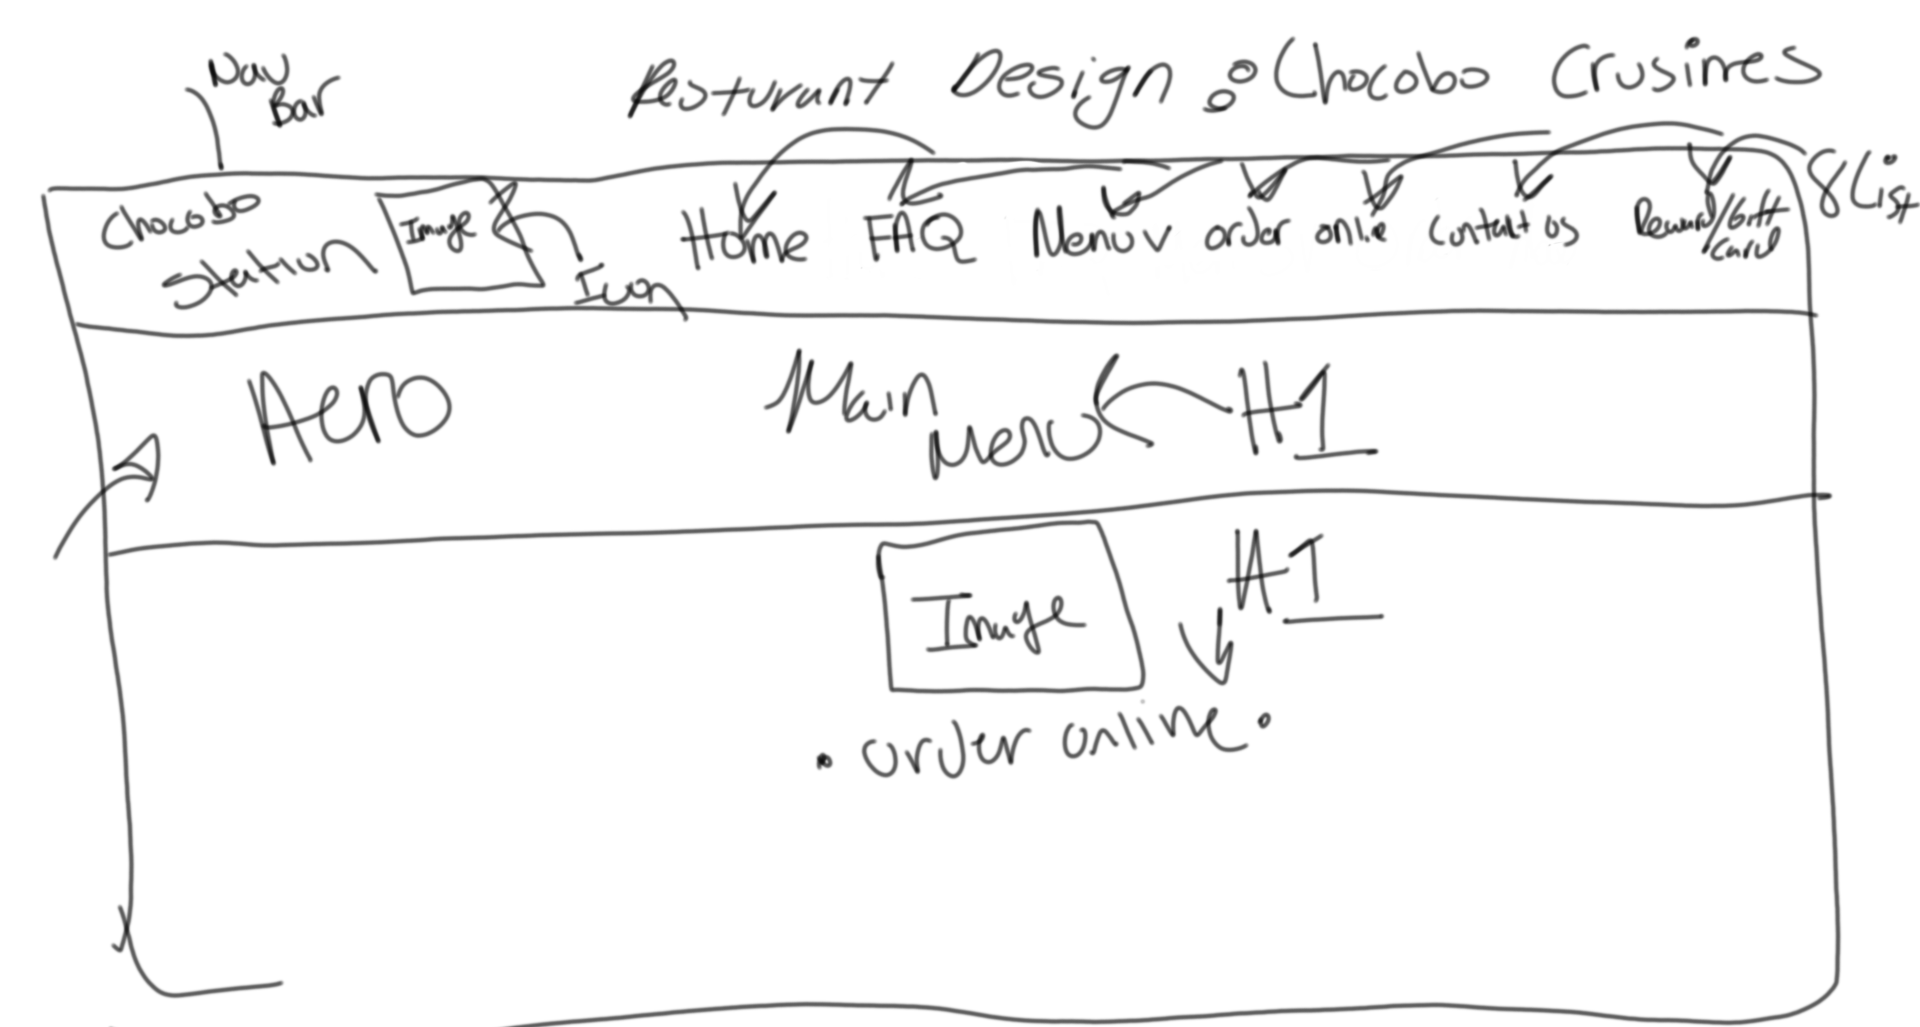 Nav
Bar
Resturant Design : Chocobo Crusines
8 List
Chocobo
Station
Image
Icon
Home FAQ Menu order onlie Contact us Reward/Gift
Card
Hero
Main
Menu
H1
Image
H1
• order online •